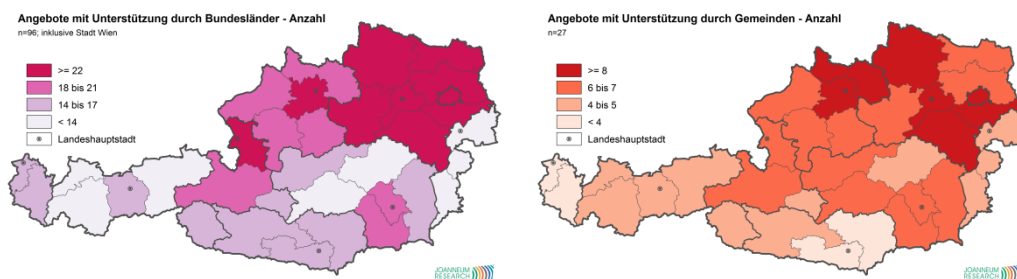 Angebote mit Unterstützung durch Bundesländer - Anzahl
n=96; inklusive Stadt Wien
>= 22
18 bis 21
14 bis 17
< 14
Landeshauptstadt
JOANNEUM
RESEARCH
Angebote mit Unterstützung durch Gemeinden - Anzahl
n=27
>= 8
6 bis 7
4 bis 5
< 4
Landeshauptstadt
JOANNEUM
RESEARCH